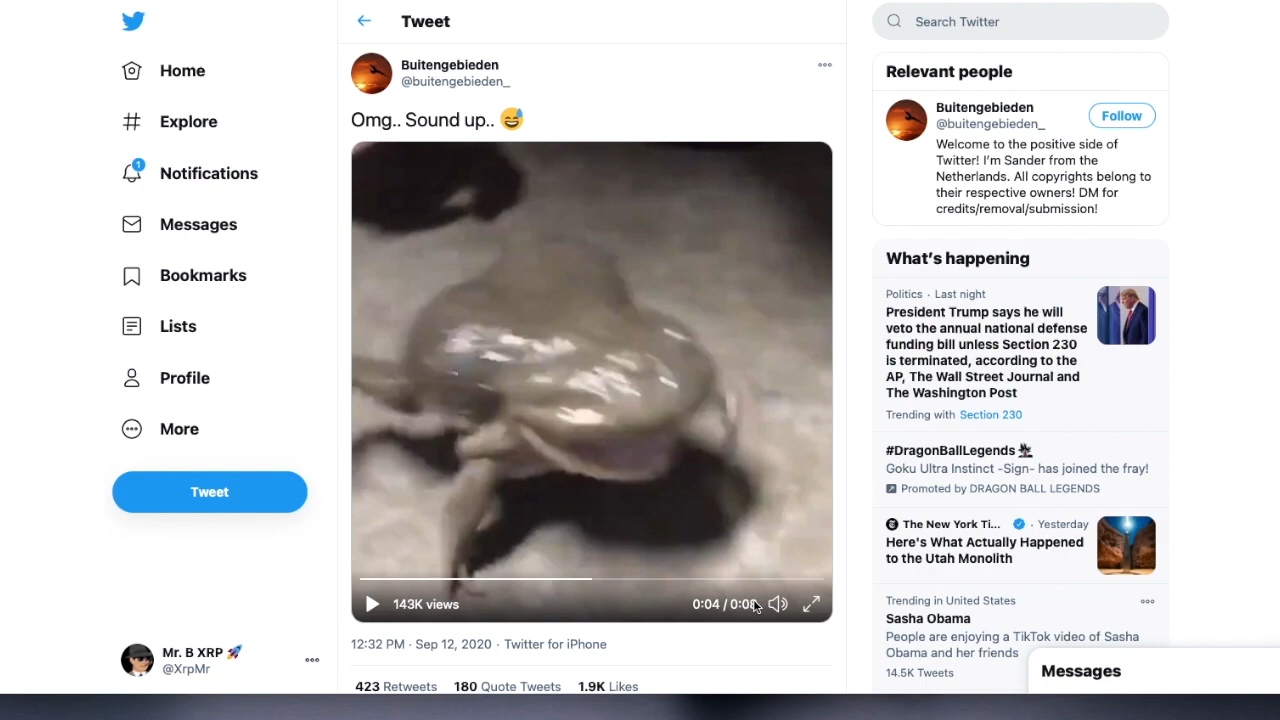 Home
Explore
1
Notifications
Messages
Bookmarks
Lists
Profile
More
Tweet
Mr. B XRP 🚀
@XrpMr
Tweet
Buitengebieden
@buitengebieden_
Omg.. Sound up.. 😅
143K views
0:04 / 0:08
12:32 PM · Sep 12, 2020 · Twitter for iPhone
423 Retweets 180 Quote Tweets 1.9K Likes
Search Twitter
Relevant people
Buitengebieden
@buitengebieden_
Follow
Welcome to the positive side of
Twitter! I'm Sander from the
Netherlands. All copyrights belong to
their respective owners! DM for
credits/removal/submission!
What's happening
Politics · Last night
President Trump says he will
veto the annual national defense
funding bill unless Section 230
is terminated, according to the
AP, The Wall Street Journal and
The Washington Post
Trending with Section 230
#DragonBallLegends
Goku Ultra Instinct -Sign- has joined the fray!
Promoted by DRAGON BALL LEGENDS
The New York Ti... · Yesterday
Here's What Actually Happened
to the Utah Monolith
Trending in United States
Sasha Obama
People are enjoying a TikTok video of Sasha
Obama and her friends
14.5K Tweets
Messages